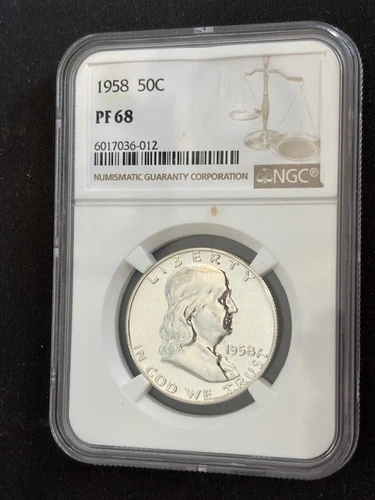 1958 50C
PF 68
6017036-012
NUMISMATIC GUARANTY CORPORATION
NGC®
LIBERTY
1958
IN GOD WE TRUST